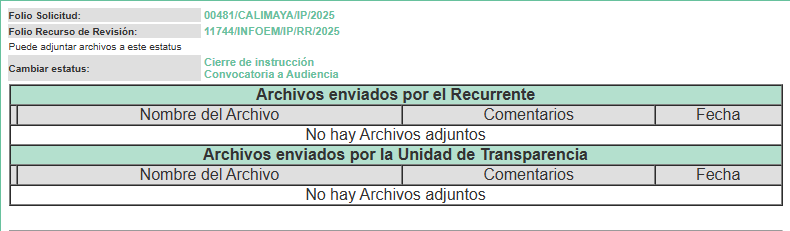 Folio Solicitud: 00481/CALIMAYA/IP/2025
Folio Recurso de Revisión: 11744/INFOEM/IP/RR/2025
Puede adjuntar archivos a este estatus
Cambiar estatus: Cierre de instrucción
Convocatoria a Audiencia
Archivos enviados por el Recurrente
Nombre del Archivo Comentarios Fecha
No hay Archivos adjuntos
Archivos enviados por la Unidad de Transparencia
Nombre del Archivo Comentarios Fecha
No hay Archivos adjuntos